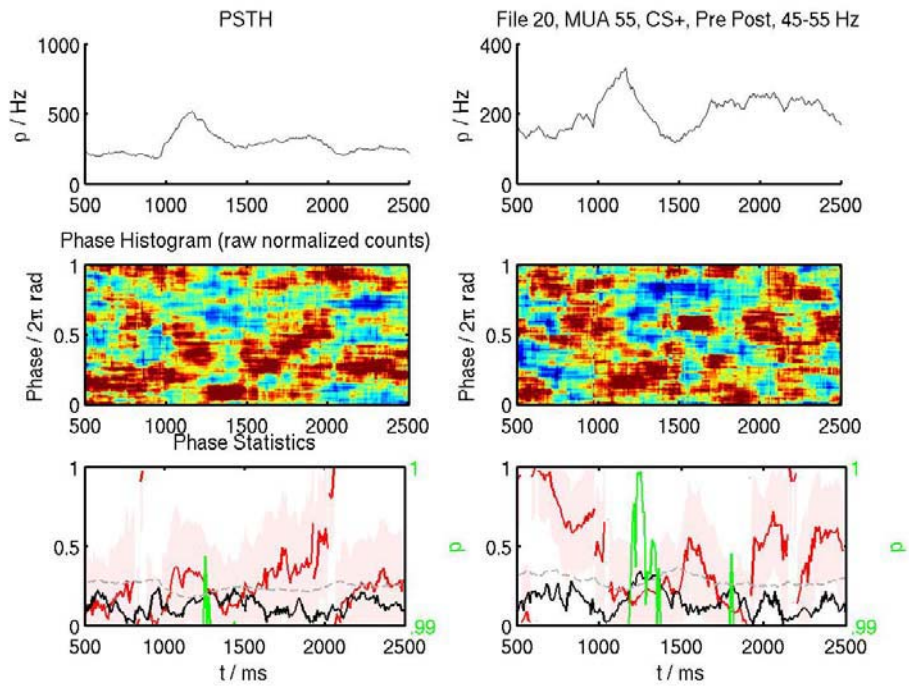 PSTH
File 20, MUA 55, CS+, Pre Post, 45-55 Hz
1000
500
0
ρ / Hz
500 1000 1500 2000 2500
400
200
0
ρ / Hz
500 1000 1500 2000 2500
Phase Histogram (raw normalized counts)
1
0.5
0
Phase / 2π rad
500 1000 1500 2000 2500
1
0.5
0
Phase / 2π rad
500 1000 1500 2000 2500
Phase Statistics
1
0.5
0
1
p
.99
500 1000 1500 2000 2500
t / ms
1
0.5
0
1
p
.99
500 1000 1500 2000 2500
t / ms